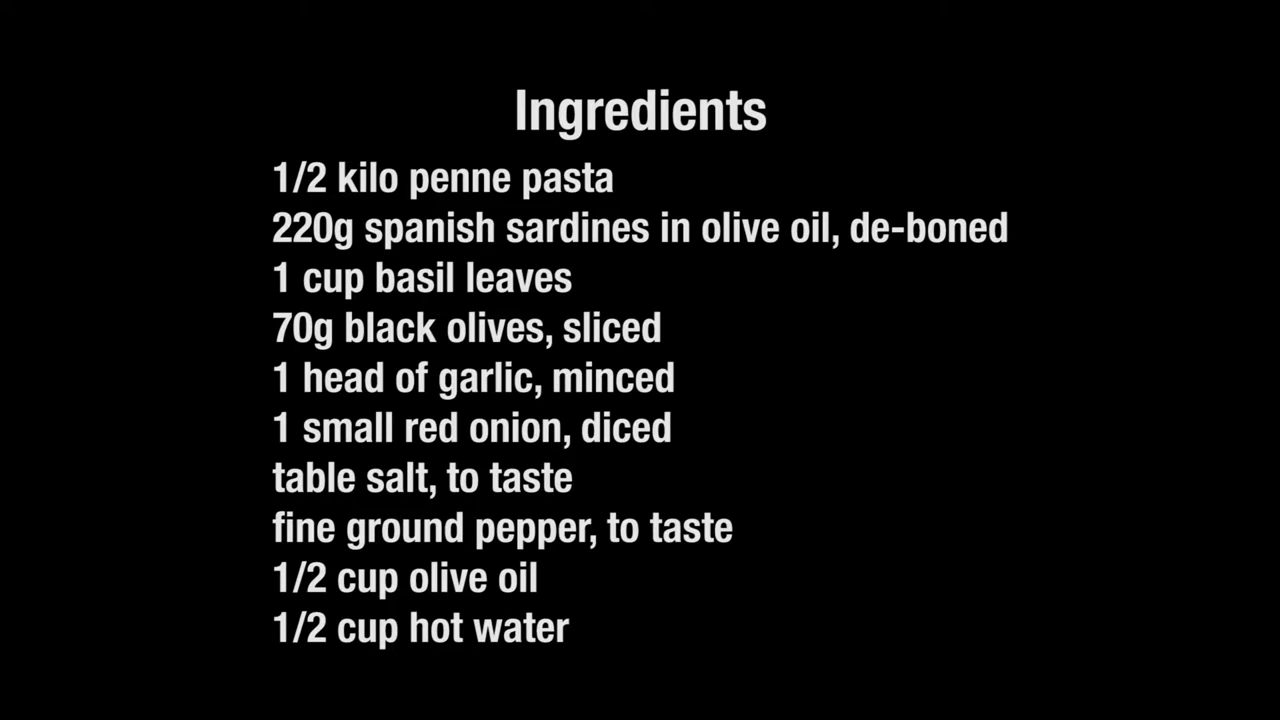 Ingredients
1/2 kilo penne pasta
220g spanish sardines in olive oil, de-boned
1 cup basil leaves
70g black olives, sliced
1 head of garlic, minced
1 small red onion, diced
table salt, to taste
fine ground pepper, to taste
1/2 cup olive oil
1/2 cup hot water